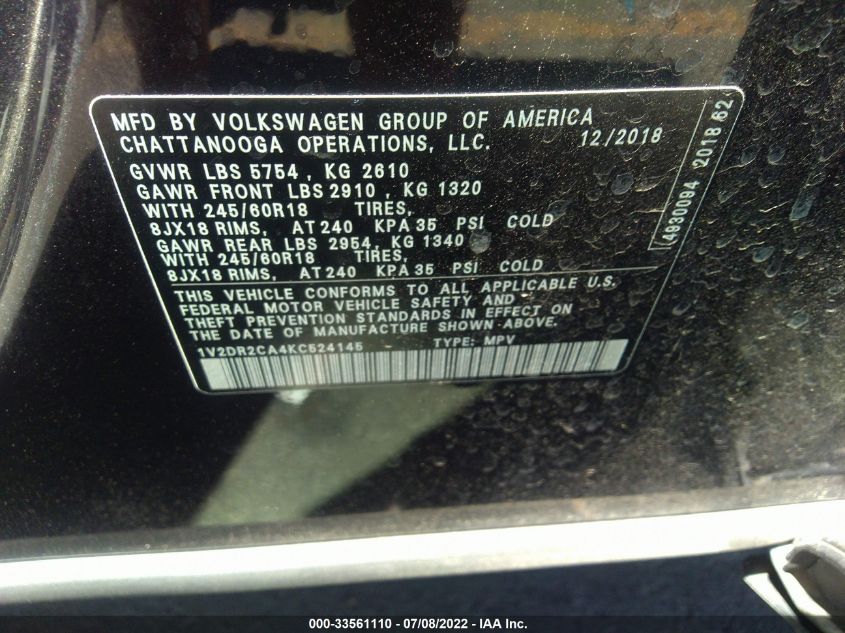 MFD BY VOLKSWAGEN GROUP OF AMERICA
CHATTANOOGA OPERATIONS, LLC. 12/2018
GVWR LBS 5754 , KG 2610
GAWR FRONT LBS 2910 , KG 1320
WITH 245/60R18 TIRES,
8JX18 RIMS, AT 240 KPA 35 PSI COLD
GAWR REAR LBS 2954, KG 1340
WITH 245/60R18 TIRES,
8JX18 RIMS, AT 240 KPA 35 PSI COLD
THIS VEHICLE CONFORMS TO ALL APPLICABLE U.S.
FEDERAL MOTOR VEHICLE SAFETY AND
THEFT PREVENTION STANDARDS IN EFFECT ON
THE DATE OF MANUFACTURE SHOWN ABOVE.
1V2DR2CA4KC524145 TYPE: MPV
4930094 2018 62
000-33561110 - 07/08/2022 - IAA Inc.